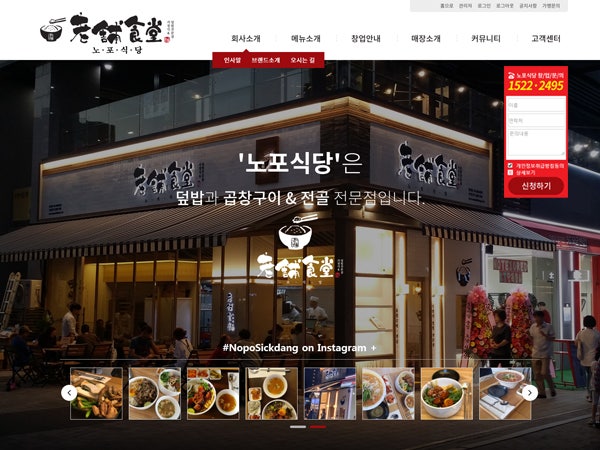 홈으로 관리자 로그인 로그아웃 공지사항 가맹문의
老鋪食堂
노·포·식·당
회사소개 메뉴소개 창업안내 매장소개 커뮤니티 고객센터
인사말 브랜드소개 오시는 길
노포식당 창/업/문/의
1522·2495
이름
연락처
문의내용
개인정보취급방침동의
상세보기
신청하기
老鋪食堂
'노포식당'은
덮밥과 곱창구이 & 전골 전문점입니다.
老鋪食堂
#NopoSickdang on Instagram +